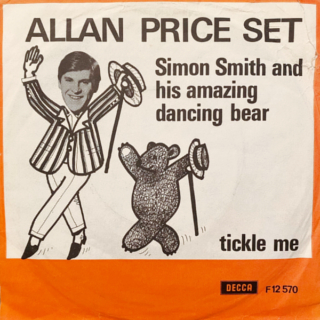 ALLAN PRICE SET
Simon Smith and
his amazing
dancing bear
tickle me
DECCA F 12 570